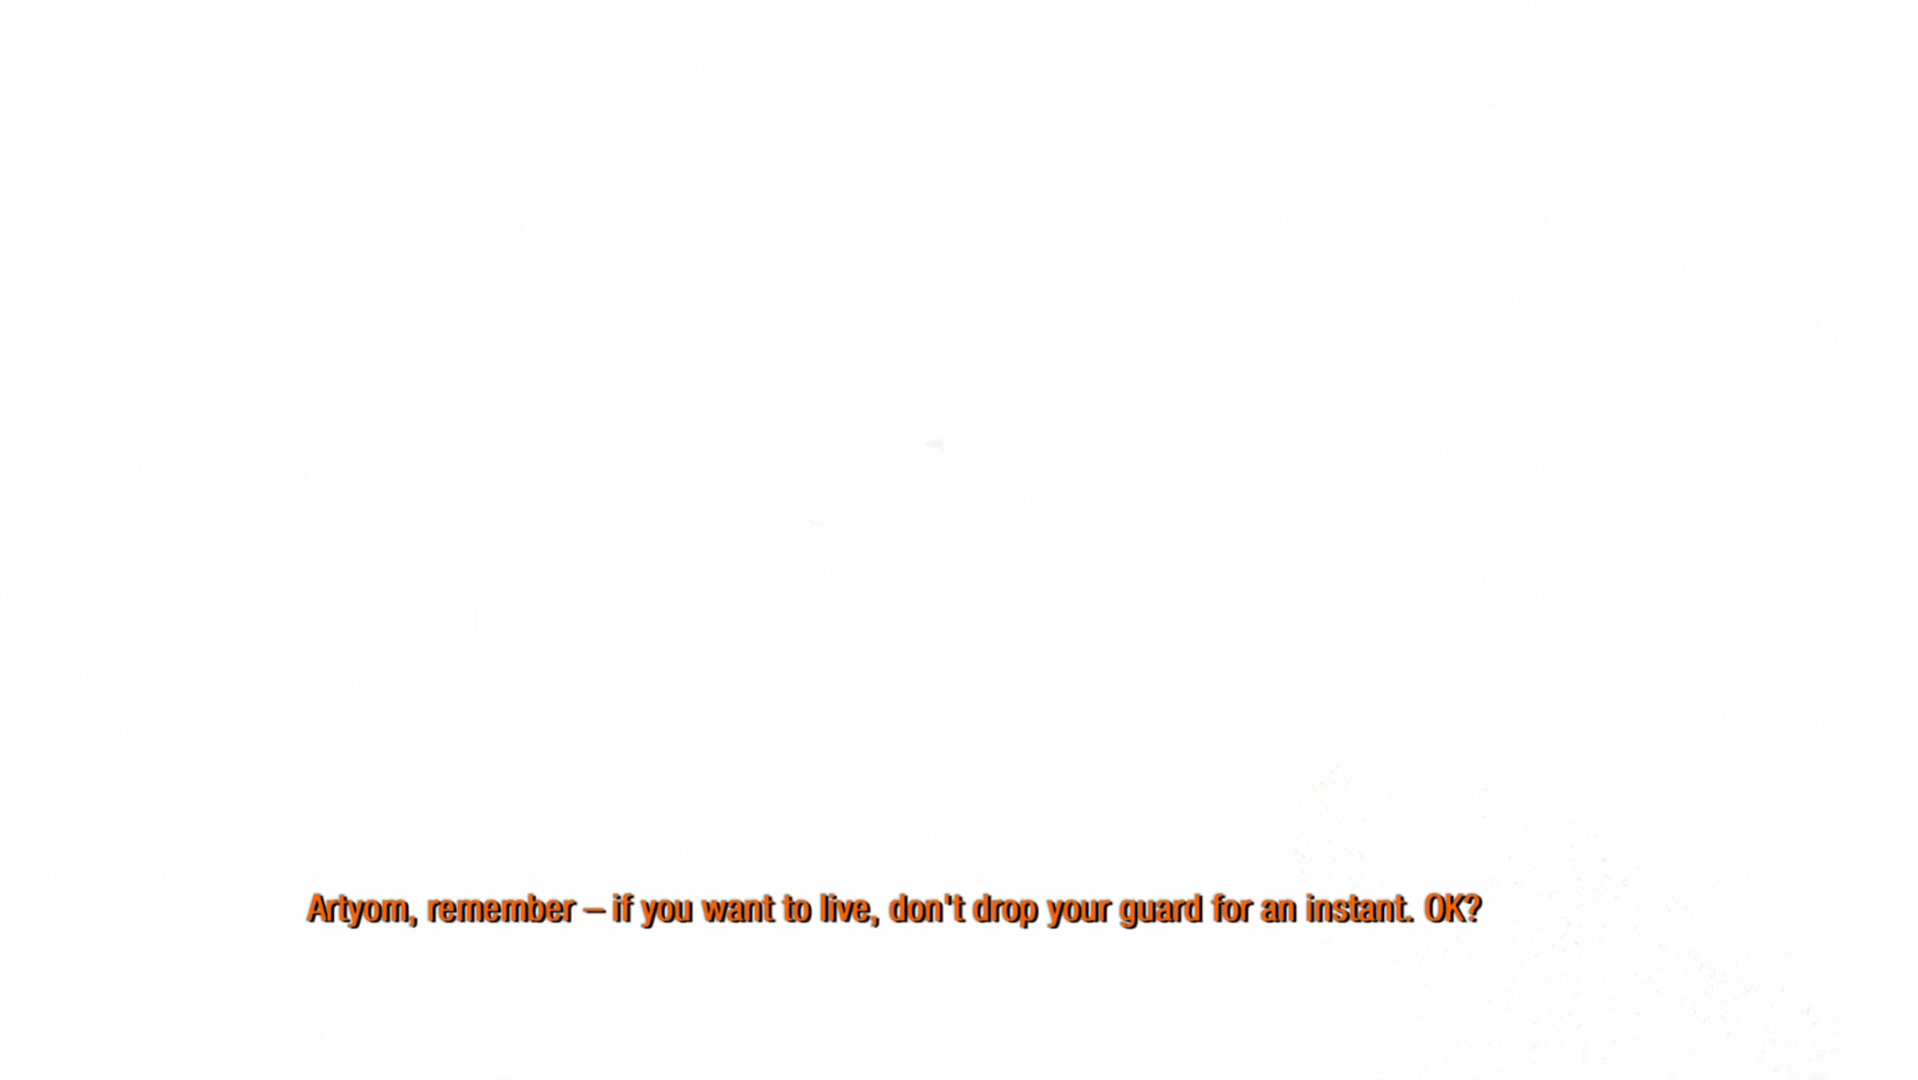 Artyom, remember – if you want to live, don't drop your guard for an instant. OK?